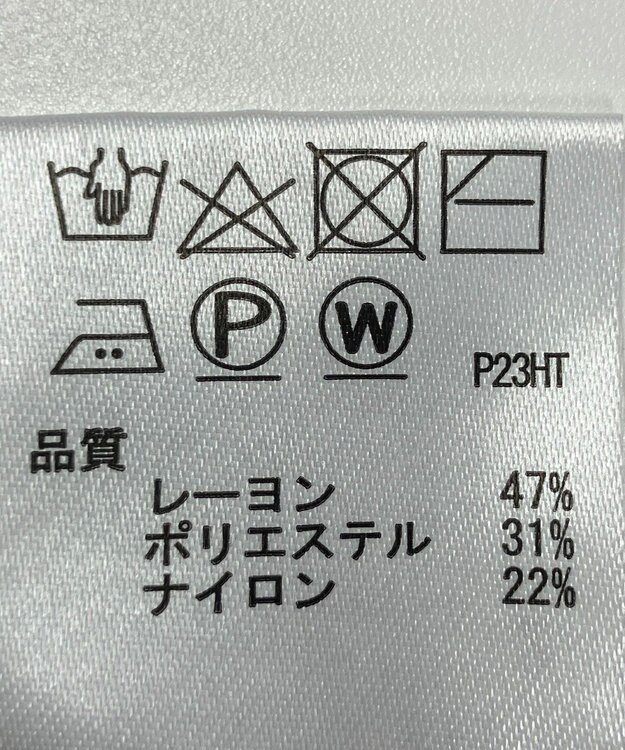 P W P23HT
品質
レーヨン 47%
ポリエステル 31%
ナイロン 22%